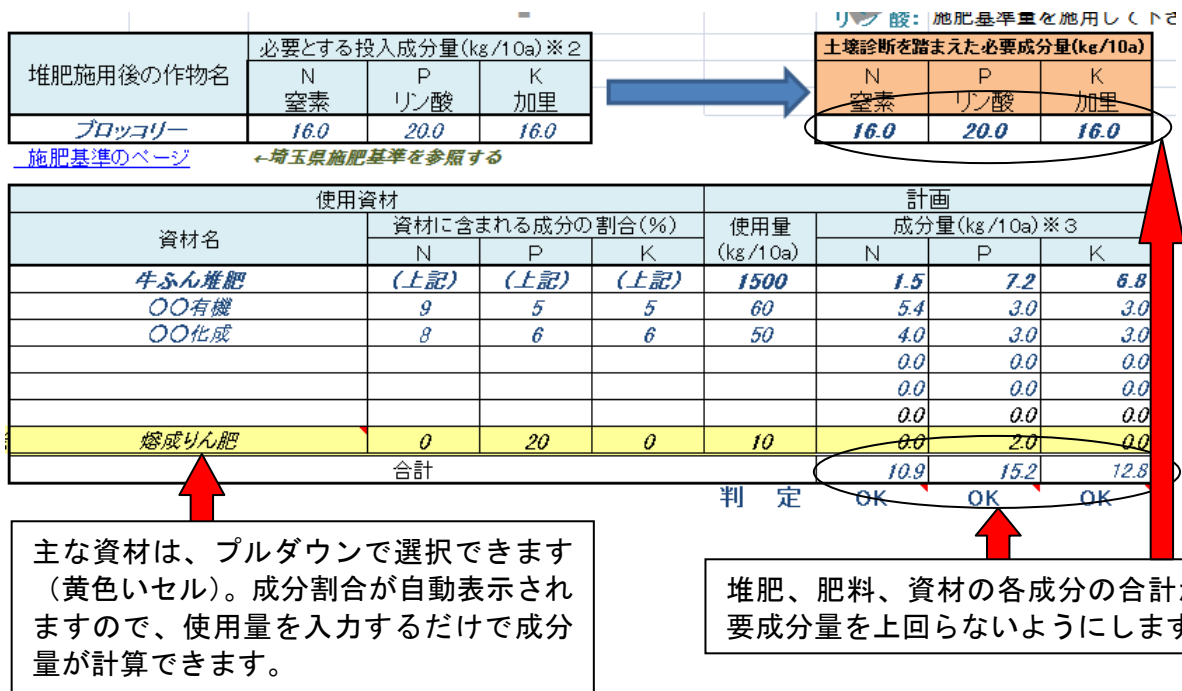 リン酸: 施肥基準量を施用して下さ
必要とする投入成分量(kg/10a)※2
土壌診断を踏まえた必要成分量(kg/10a)
堆肥施用後の作物名 N P K N P K
窒素 リン酸 加里 窒素 リン酸 加里
ブロッコリー 16.0 20.0 16.0 16.0 20.0 16.0
施肥基準のページ ←埼玉県施肥基準を参照する
使用資材 計画
資材名 資材に含まれる成分の割合(%) 使用量 成分量(kg/10a)※3
N P K (kg/10a) N P K
牛ふん堆肥 (上記) (上記) (上記) 1500 1.5 7.2 6.8
〇〇有機 9 5 5 60 5.4 3.0 3.0
〇〇化成 8 6 6 50 4.0 3.0 3.0
0.0 0.0 0.0
0.0 0.0 0.0
0.0 0.0 0.0
熔成りん肥 0 20 0 10 0.0 2.0 0.0
合計 10.9 15.2 12.8
判 定 OK OK OK
主な資材は、プルダウンで選択できます
(黄色いセル)。成分割合が自動表示され
ますので、使用量を入力するだけで成分
量が計算できます。
堆肥、肥料、資材の各成分の合計
要成分量を上回らないようにします